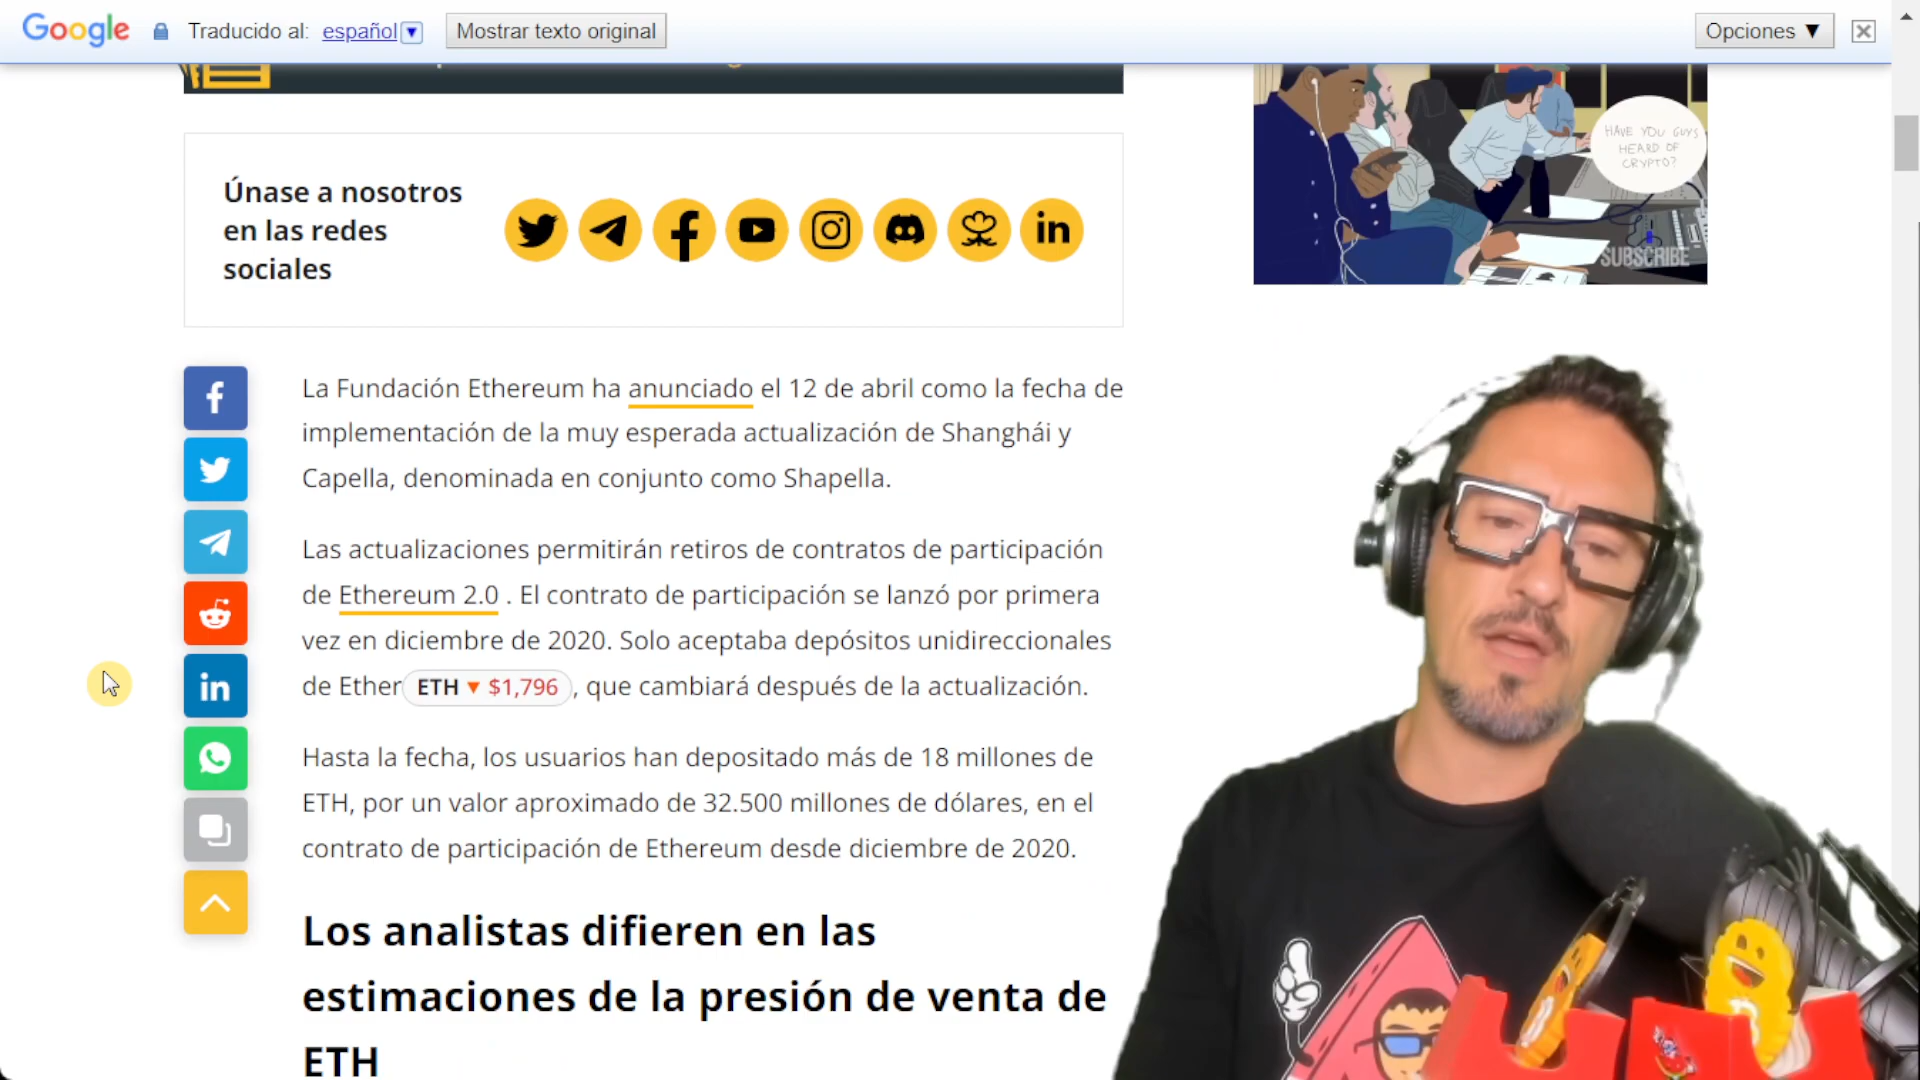 Google
Traducido al: español
Mostrar texto original
Opciones ▼
HAVE YOU GUYS
HEARD OF
CRYPTO?
SUBSCRIBE
Únase a nosotros
en las redes
sociales
La Fundación Ethereum ha anunciado el 12 de abril como la fecha de
implementación de la muy esperada actualización de Shanghái y
Capella, denominada en conjunto como Shapella.
Las actualizaciones permitirán retiros de contratos de participación
de Ethereum 2.0 . El contrato de participación se lanzó por primera
vez en diciembre de 2020. Solo aceptaba depósitos unidireccionales
de Ether ETH ▼ $1,796 , que cambiará después de la actualización.
Hasta la fecha, los usuarios han depositado más de 18 millones de
ETH, por un valor aproximado de 32.500 millones de dólares, en el
contrato de participación de Ethereum desde diciembre de 2020.
Los analistas difieren en las
estimaciones de la presión de venta de
ETH